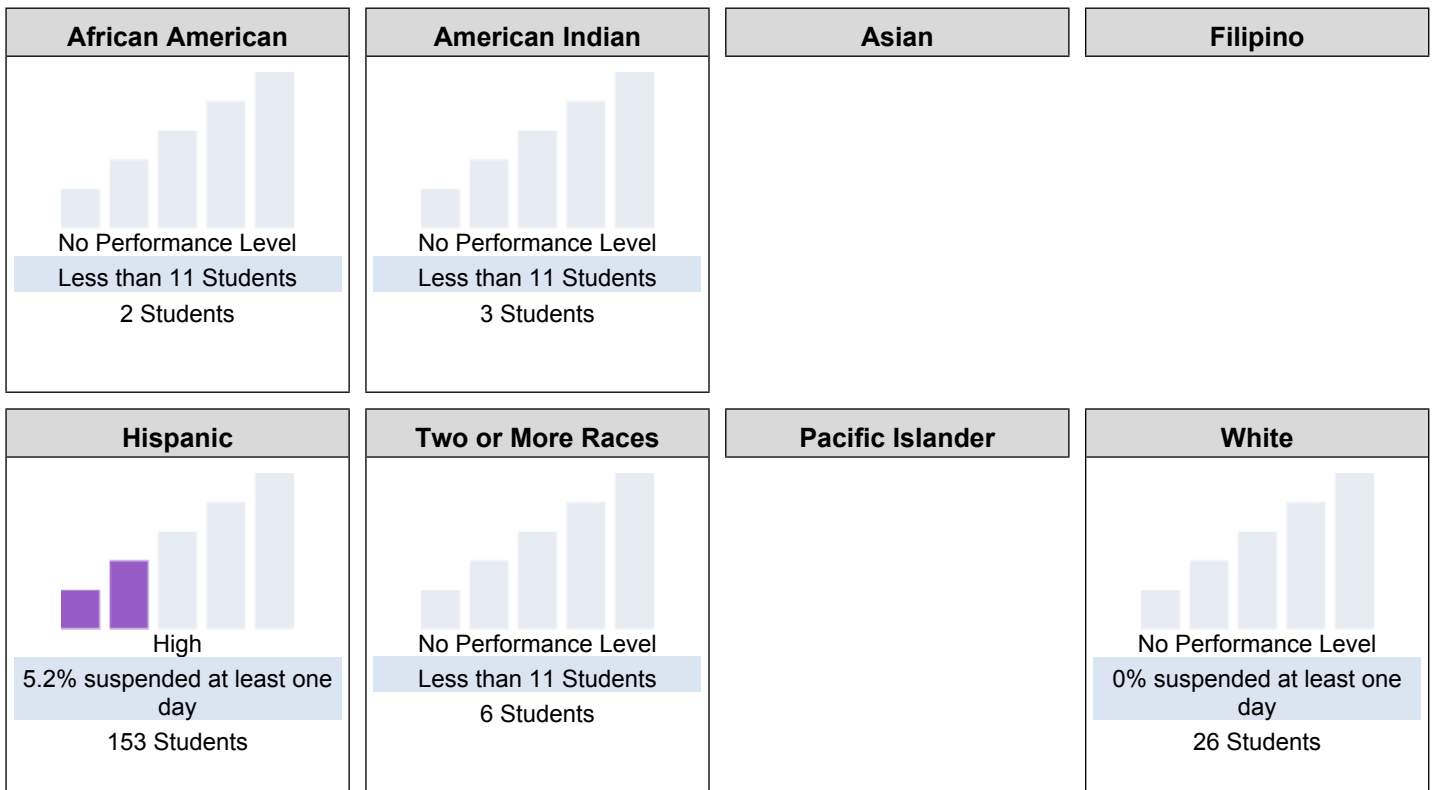 African American
No Performance Level
Less than 11 Students
2 Students
American Indian
No Performance Level
Less than 11 Students
3 Students
Asian
Filipino
Hispanic
High
5.2% suspended at least one
day
153 Students
Two or More Races
No Performance Level
Less than 11 Students
6 Students
Pacific Islander
White
No Performance Level
0% suspended at least one
day
26 Students